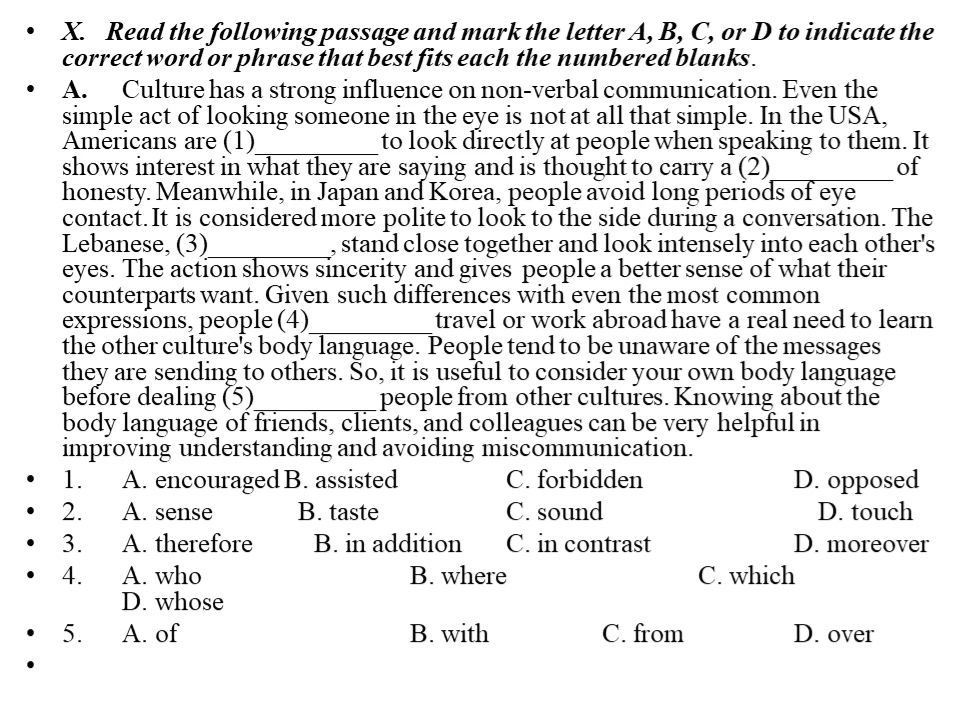 • X. Read the following passage and mark the letter A, B, C, or D to indicate the
correct word or phrase that best fits each the numbered blanks.
• A. Culture has a strong influence on non-verbal communication. Even the
simple act of looking someone in the eye is not at all that simple. In the USA,
Americans are (1)__________ to look directly at people when speaking to them. It
shows interest in what they are saying and is thought to carry a (2)__________ of
honesty. Meanwhile, in Japan and Korea, people avoid long periods of eye
contact. It is considered more polite to look to the side during a conversation. The
Lebanese, (3)__________, stand close together and look intensely into each other's
eyes. The action shows sincerity and gives people a better sense of what their
counterparts want. Given such differences with even the most common
expressions, people (4)__________ travel or work abroad have a real need to learn
the other culture's body language. People tend to be unaware of the messages
they are sending to others. So, it is useful to consider your own body language
before dealing (5)__________ people from other cultures. Knowing about the
body language of friends, clients, and colleagues can be very helpful in
improving understanding and avoiding miscommunication.
• 1. A. encouraged B. assisted C. forbidden D. opposed
• 2. A. sense B. taste C. sound D. touch
• 3. A. therefore B. in addition C. in contrast D. moreover
• 4. A. who B. where C. which
D. whose
• 5. A. of B. with C. from D. over
•